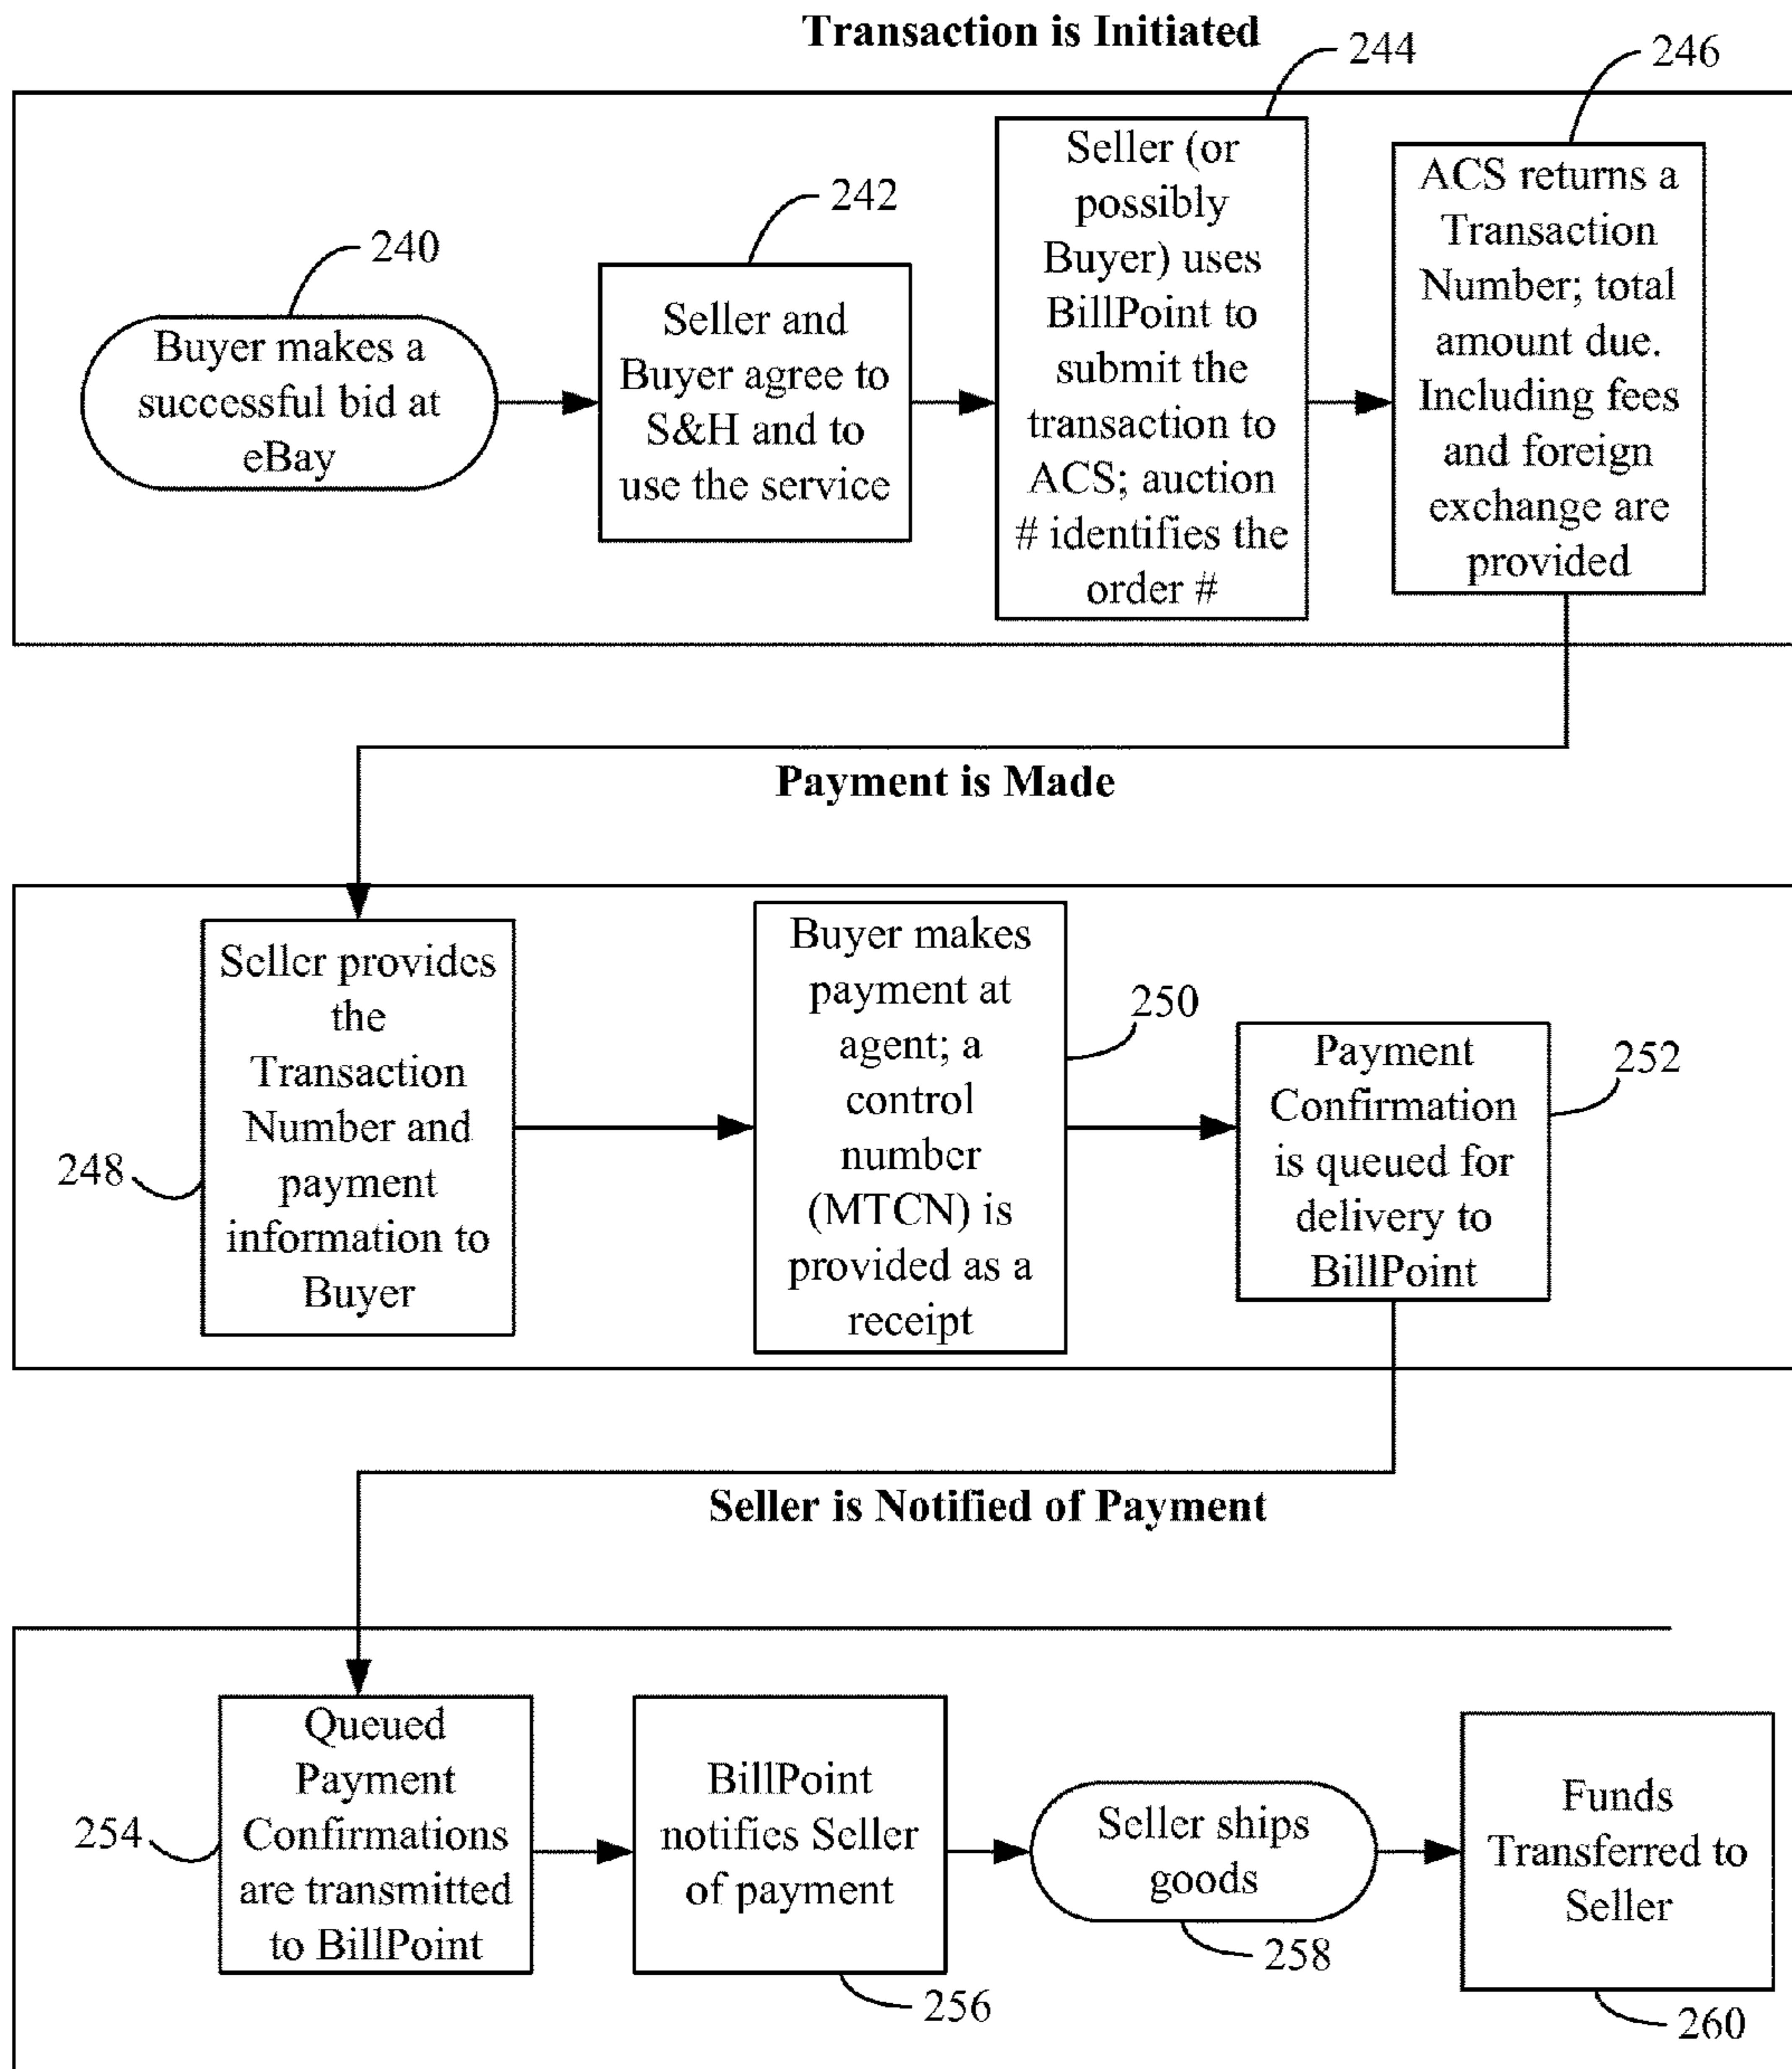 Transaction is Initiated
244
246
242
240
Buyer makes a
successful bid at
eBay
Seller and
Buyer agree to
S&H and to
use the service
Seller (or
possibly
Buyer) uses
BillPoint to
submit the
transaction to
ACS; auction
# identifies the
order #
ACS returns a
Transaction
Number; total
amount due.
Including fees
and foreign
exchange are
provided
Payment is Made
Seller provides
the
Transaction
Number and
payment
information to
Buyer
248
Buyer makes
payment at
agent; a
control
number
(MTCN) is
provided as a
receipt
250
Payment
Confirmation
is queued for
delivery to
BillPoint
252
Seller is Notified of Payment
Queued
Payment
Confirmations
are transmitted
to BillPoint
254
BillPoint
notifies Seller
of payment
256
Seller ships
goods
258
Funds
Transferred to
Seller
260